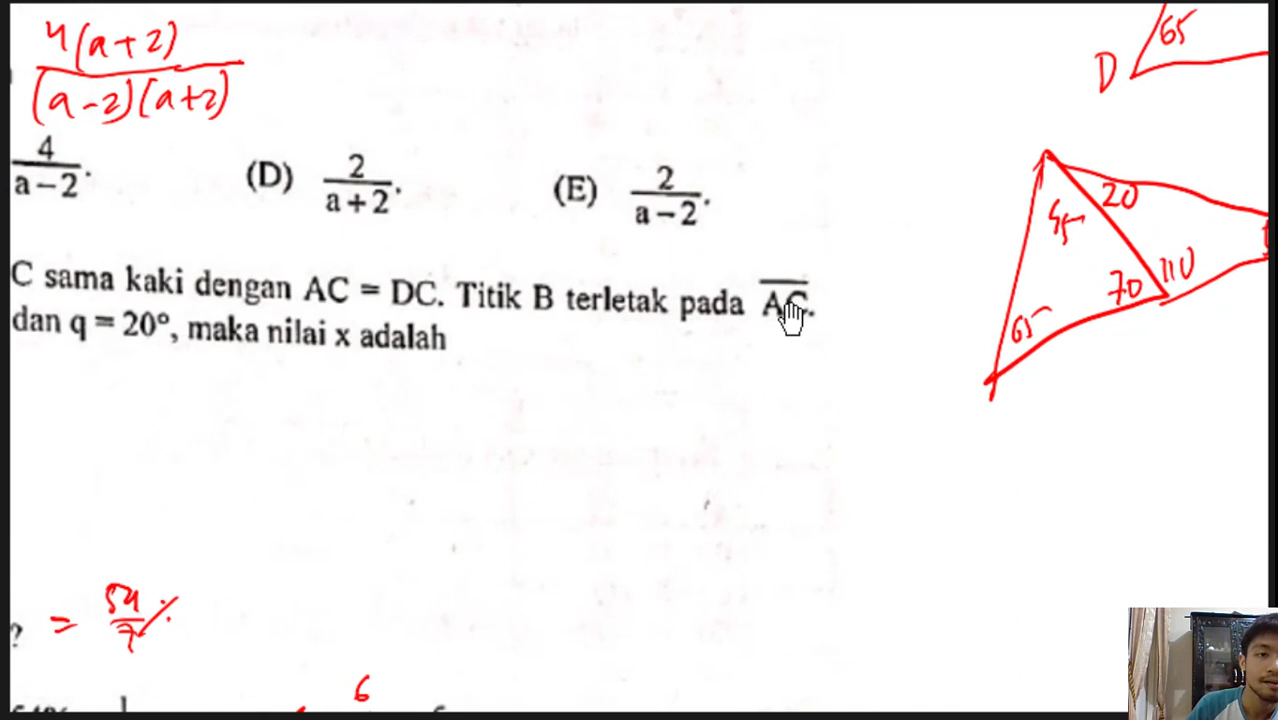 4(a+2)
(a-2)(a+2)
65
D
4
a-2.
(D) 2
a+2.
(E) 2
a-2.
20
45
70
110
65
C sama kaki dengan AC = DC. Titik B terletak pada AC.
dan q = 20°, maka nilai x adalah
? = 54
7
6